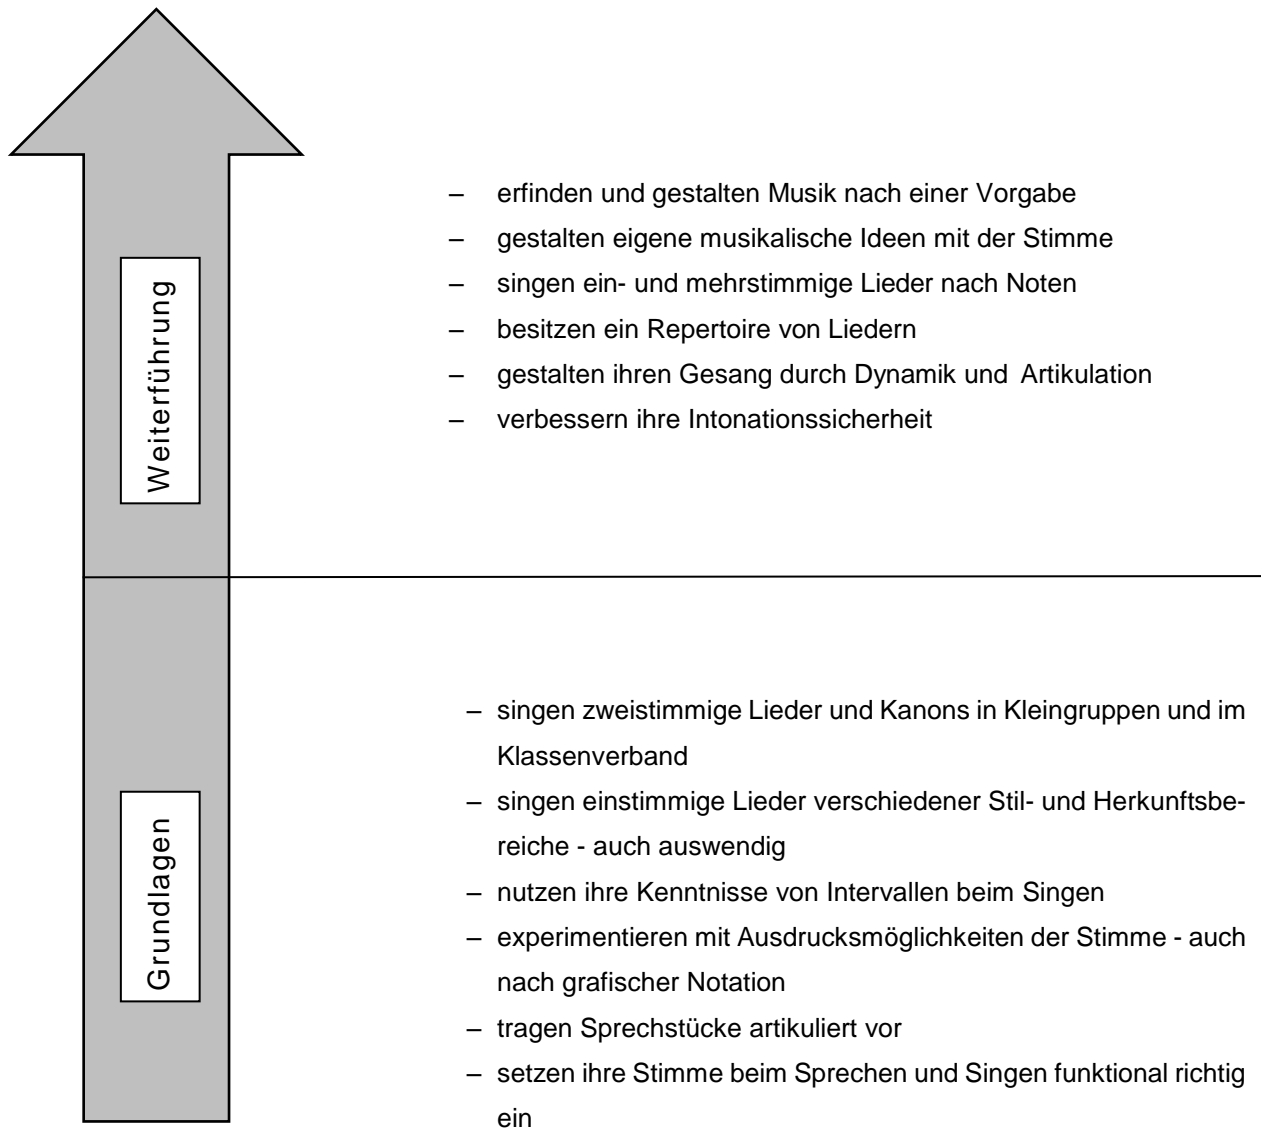 Weiterführung
– erfinden und gestalten Musik nach einer Vorgabe
– gestalten eigene musikalische Ideen mit der Stimme
– singen ein- und mehrstimmige Lieder nach Noten
– besitzen ein Repertoire von Liedern
– gestalten ihren Gesang durch Dynamik und Artikulation
– verbessern ihre Intonationssicherheit
Grundlagen
– singen zweistimmige Lieder und Kanons in Kleingruppen und im
Klassenverband
– singen einstimmige Lieder verschiedener Stil- und Herkunftsbe-
reiche - auch auswendig
– nutzen ihre Kenntnisse von Intervallen beim Singen
– experimentieren mit Ausdrucksmöglichkeiten der Stimme - auch
nach grafischer Notation
– tragen Sprechstücke artikuliert vor
– setzen ihre Stimme beim Sprechen und Singen funktional richtig
ein